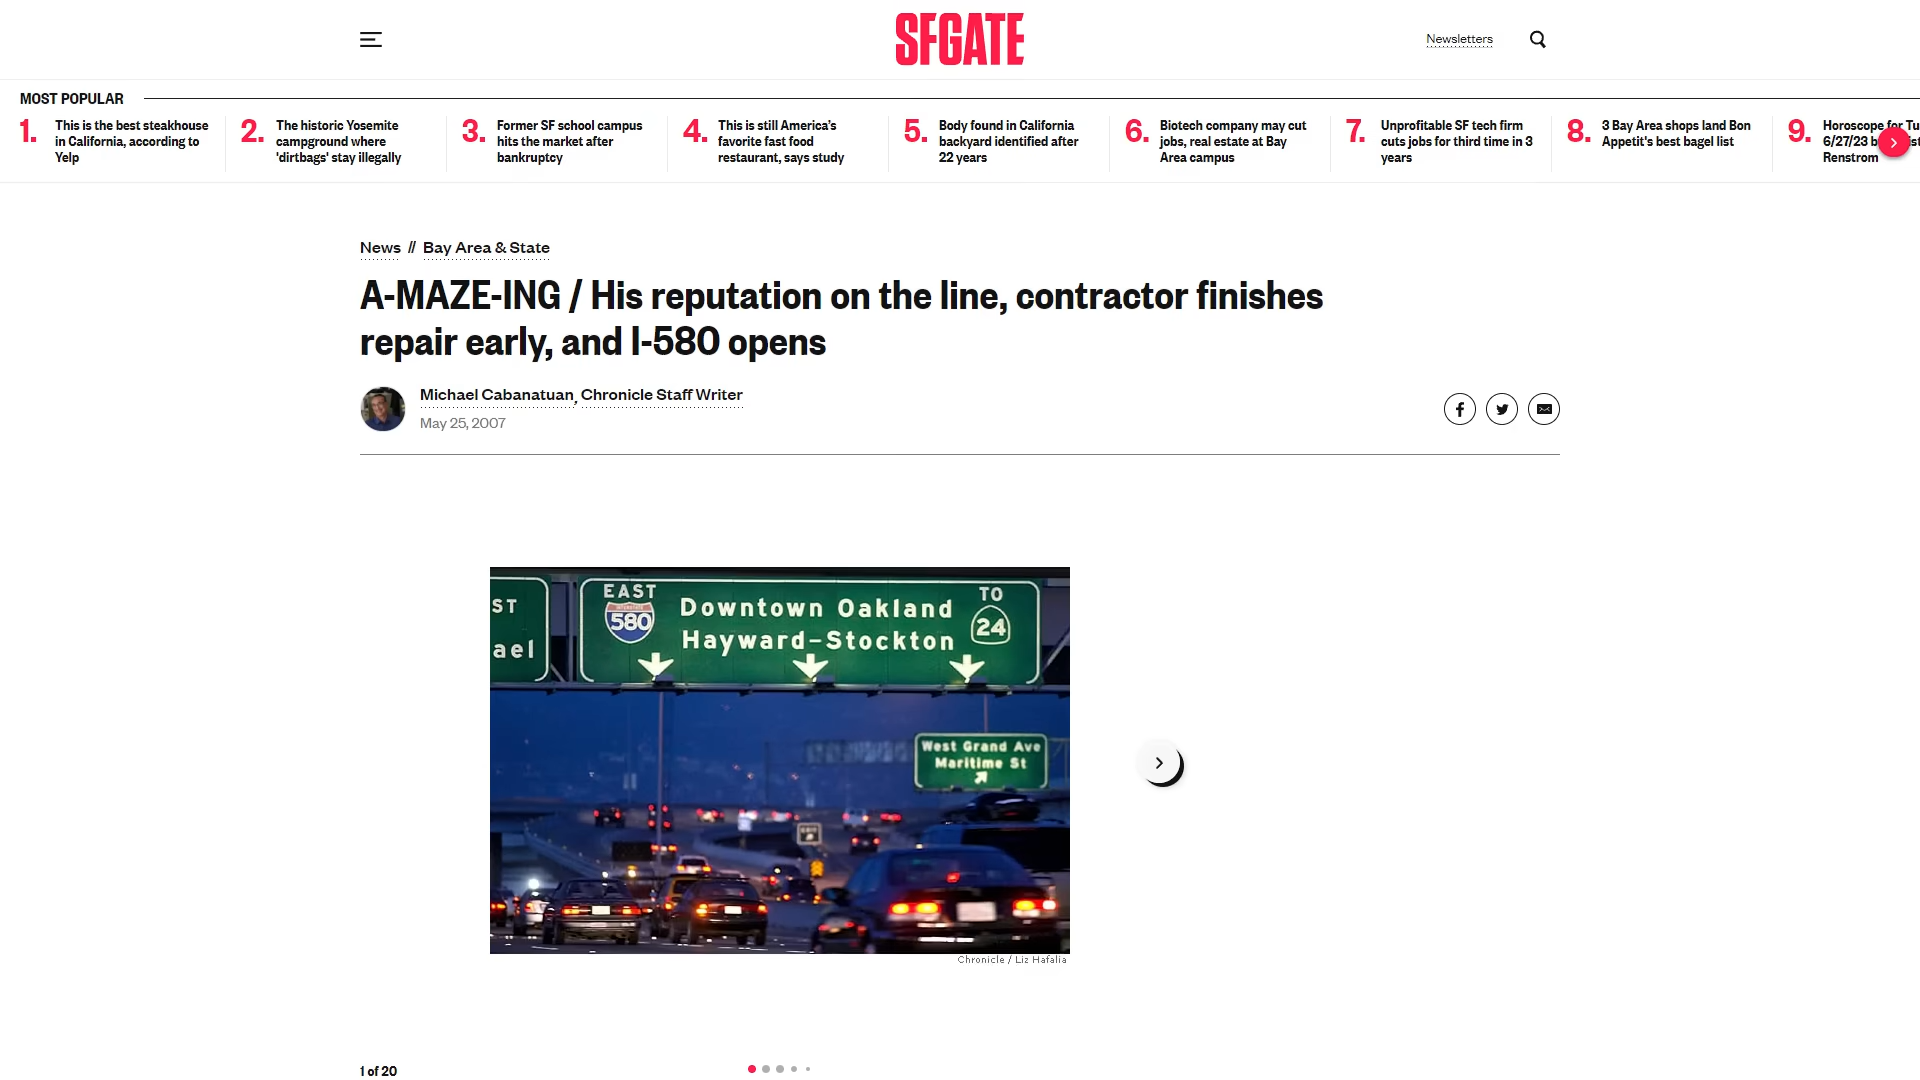 SFGATE
Newsletters
MOST POPULAR
1.
This is the best steakhouse
in California, according to
Yelp
2.
The historic Yosemite
campground where
'dirtbags' stay illegally
3.
Former SF school campus
hits the market after
bankruptcy
4.
This is still America's
favorite fast food
restaurant, says study
5.
Body found in California
backyard identified after
22 years
6.
Biotech company may cut
jobs, real estate at Bay
Area campus
7.
Unprofitable SF tech firm
cuts jobs for third time in 3
years
8.
3 Bay Area shops land Bon
Appetit's best bagel list
9.
Horoscope for Tu
6/27/23 b
Renstrom
News // Bay Area & State
A-MAZE-ING / His reputation on the line, contractor finishes
repair early, and I-580 opens
Michael Cabanatuan, Chronicle Staff Writer
May 25, 2007
ST
ael
EAST
INTERSTATE
580
Downtown Oakland
Hayward-Stockton
TO
24
West Grand Ave
Maritime St
Chronicle / Liz Hafalia
1 of 20